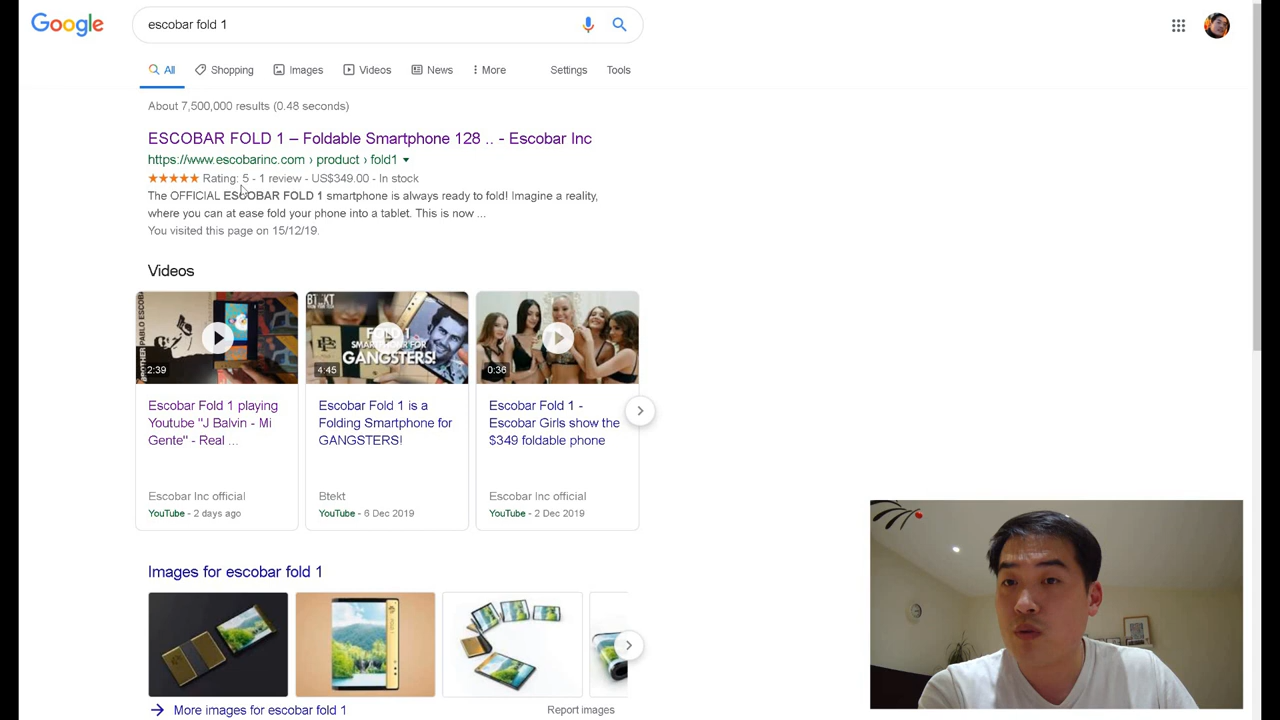 Google
escobar fold 1
All
Shopping
Images
Videos
News
More
Settings
Tools
About 7,500,000 results (0.48 seconds)
ESCOBAR FOLD 1 – Foldable Smartphone 128 .. - Escobar Inc
https://www.escobarinc.com › product › fold1
Rating: 5 - 1 review - US$349.00 - In stock
The OFFICIAL ESCOBAR FOLD 1 smartphone is always ready to fold! Imagine a reality,
where you can at ease fold your phone into a tablet. This is now ...
You visited this page on 15/12/19.
Videos
BROTHER PABLO ESCOB
2:39
FOLD 1
SMARTPHONE FOR
GANGSTERS!
4:45
0:36
Escobar Fold 1 playing
Youtube "J Balvin - Mi
Gente" - Real ...
Escobar Inc official
YouTube - 2 days ago
Escobar Fold 1 is a
Folding Smartphone for
GANGSTERS!
Btekt
YouTube - 6 Dec 2019
Escobar Fold 1 -
Escobar Girls show the
$349 foldable phone
Escobar Inc official
YouTube - 2 Dec 2019
Images for escobar fold 1
More images for escobar fold 1
Report images